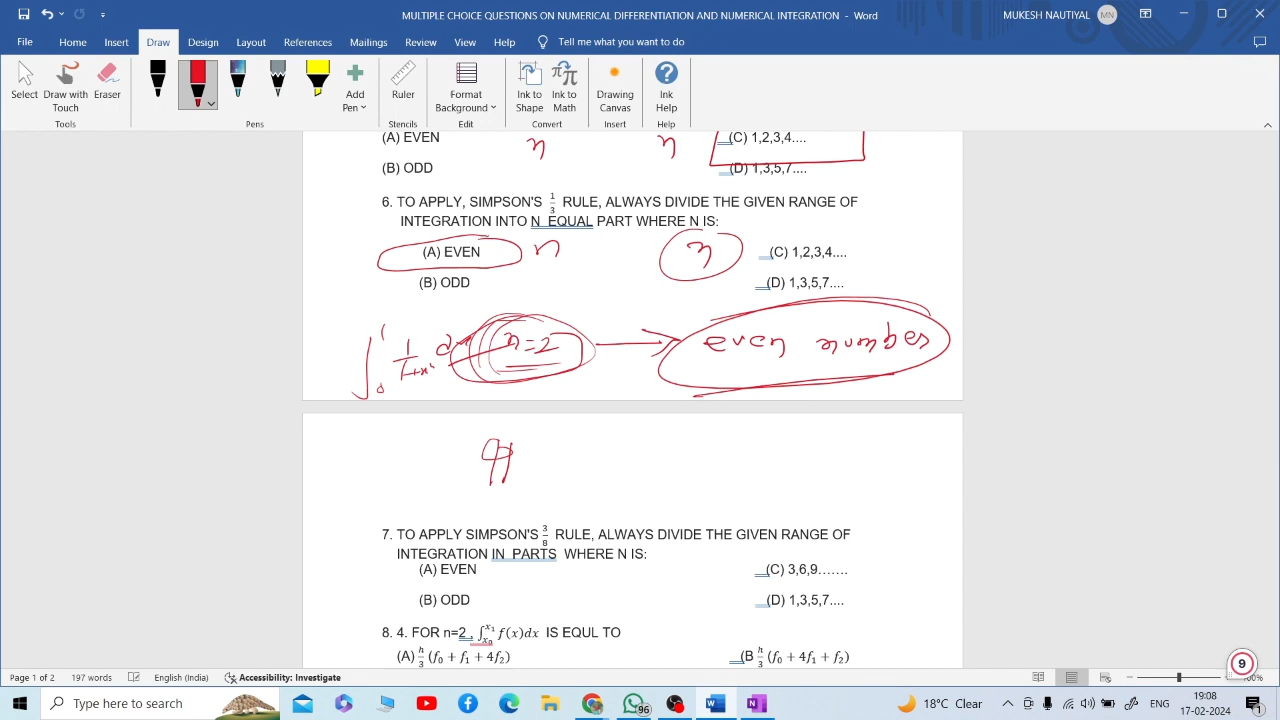 MULTIPLE CHOICE QUESTIONS ON NUMERICAL DIFFERENTIATION AND NUMERICAL INTEGRATION - Word
MUKESH NAUTIYAL MN
File Home Insert Draw Design Layout References Mailings Review View Help Tell me what you want to do
Select Draw with Touch Eraser Add Pen Ruler Format Background Ink to Shape Ink to Math Drawing Canvas Ink Help
Tools Pens Stencils Edit Convert Insert Help
(A) EVEN n n (C) 1,2,3,4....
(B) ODD (D) 1,3,5,7....
6. TO APPLY, SIMPSON'S 1/3 RULE, ALWAYS DIVIDE THE GIVEN RANGE OF
INTEGRATION INTO N EQUAL PART WHERE N IS:
(A) EVEN n n (C) 1,2,3,4....
(B) ODD (D) 1,3,5,7....
n=2 even number
7. TO APPLY SIMPSON'S 3/8 RULE, ALWAYS DIVIDE THE GIVEN RANGE OF
INTEGRATION IN PARTS WHERE N IS:
(A) EVEN (C) 3,6,9…….
(B) ODD (D) 1,3,5,7....
8. 4. FOR n=2 , ∫_{x₀}^{x₁} f(x)dx IS EQUL TO
(A) h/3 (f₀ + f₁ + 4f₂) (B h/3 (f₀ + 4f₁ + f₂)
9
Page 1 of 2 197 words English (India) Accessibility: Investigate
Type here to search 96 18°C Clear ENG 19:08
17-02-2024 1